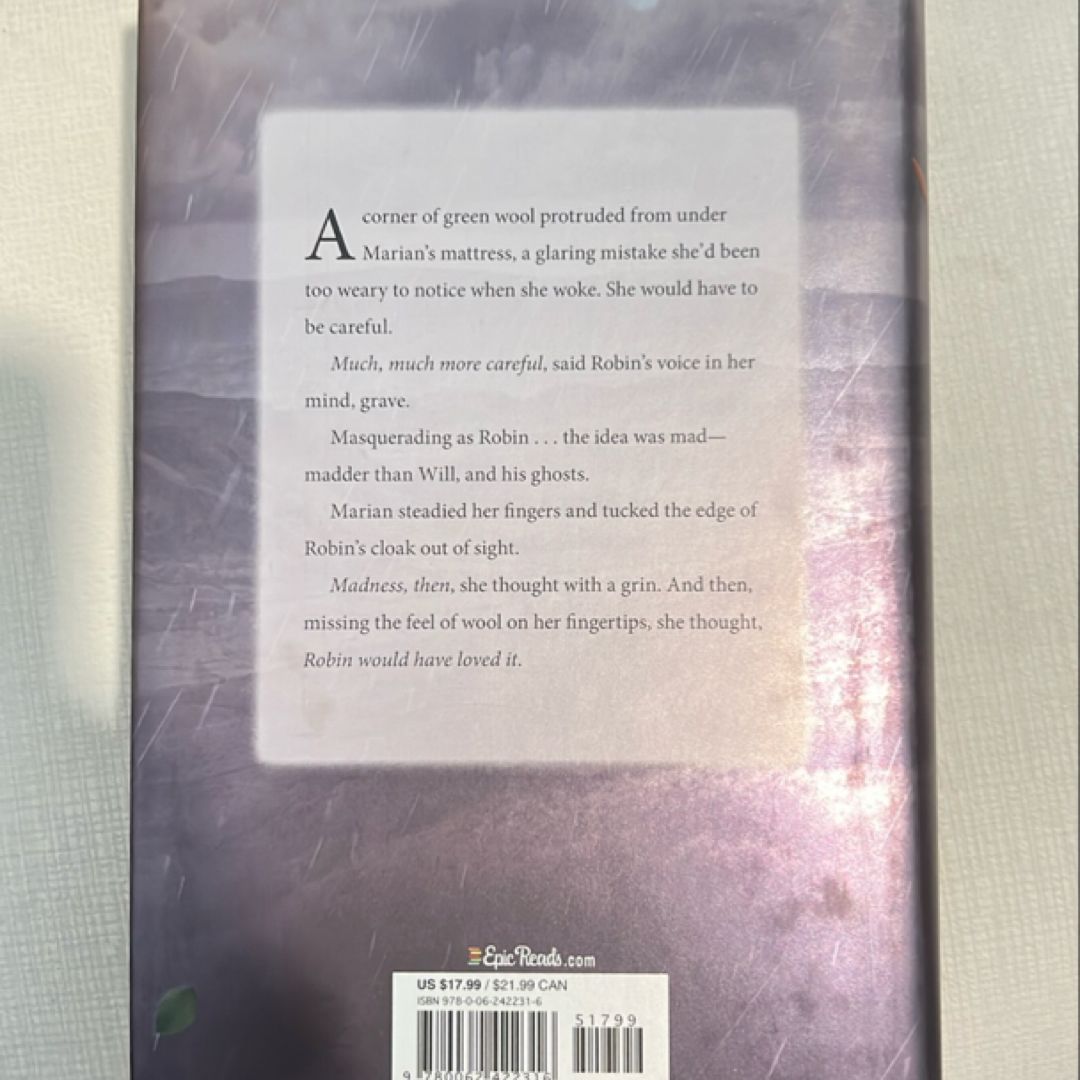 A corner of green wool protruded from under
Marian's mattress, a glaring mistake she'd been
too weary to notice when she woke. She would have to
be careful.
Much, much more careful, said Robin's voice in her
mind, grave.
Masquerading as Robin . . . the idea was mad—
madder than Will, and his ghosts.
Marian steadied her fingers and tucked the edge of
Robin's cloak out of sight.
Madness, then, she thought with a grin. And then,
missing the feel of wool on her fingertips, she thought,
Robin would have loved it.
EpicReads.com
US $17.99 / $21.99 CAN
ISBN 978-0-06-242231-6
51799
9 780062 422316